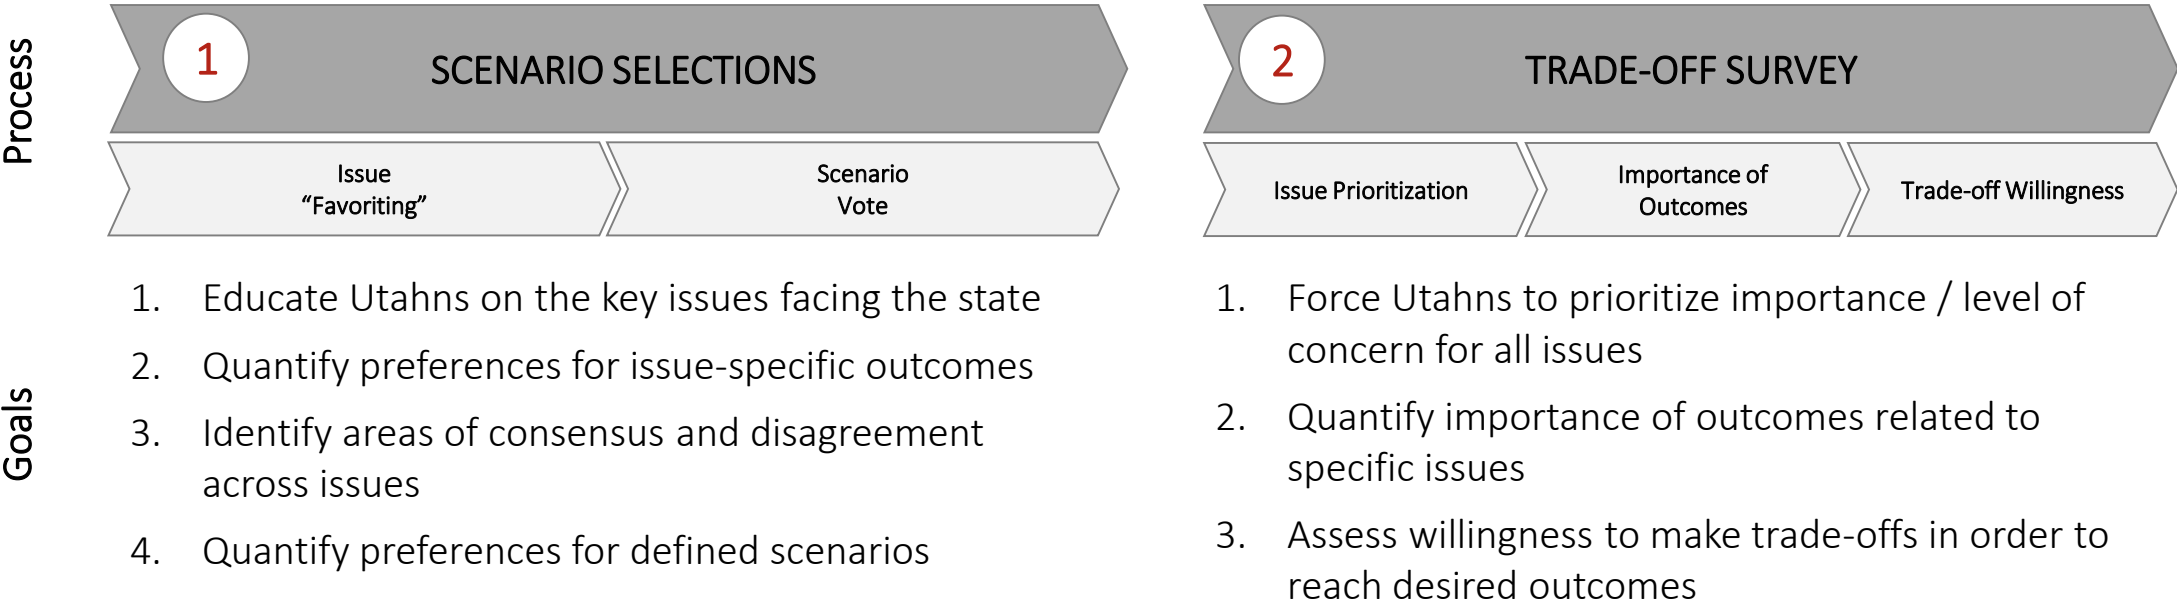 Process
1
SCENARIO SELECTIONS
Issue
“Favoriting”
Scenario
Vote
2
TRADE-OFF SURVEY
Issue Prioritization
Importance of
Outcomes
Trade-off Willingness
Goals
1. Educate Utahns on the key issues facing the state
2. Quantify preferences for issue-specific outcomes
3. Identify areas of consensus and disagreement
across issues
4. Quantify preferences for defined scenarios
1. Force Utahns to prioritize importance / level of
concern for all issues
2. Quantify importance of outcomes related to
specific issues
3. Assess willingness to make trade-offs in order to
reach desired outcomes